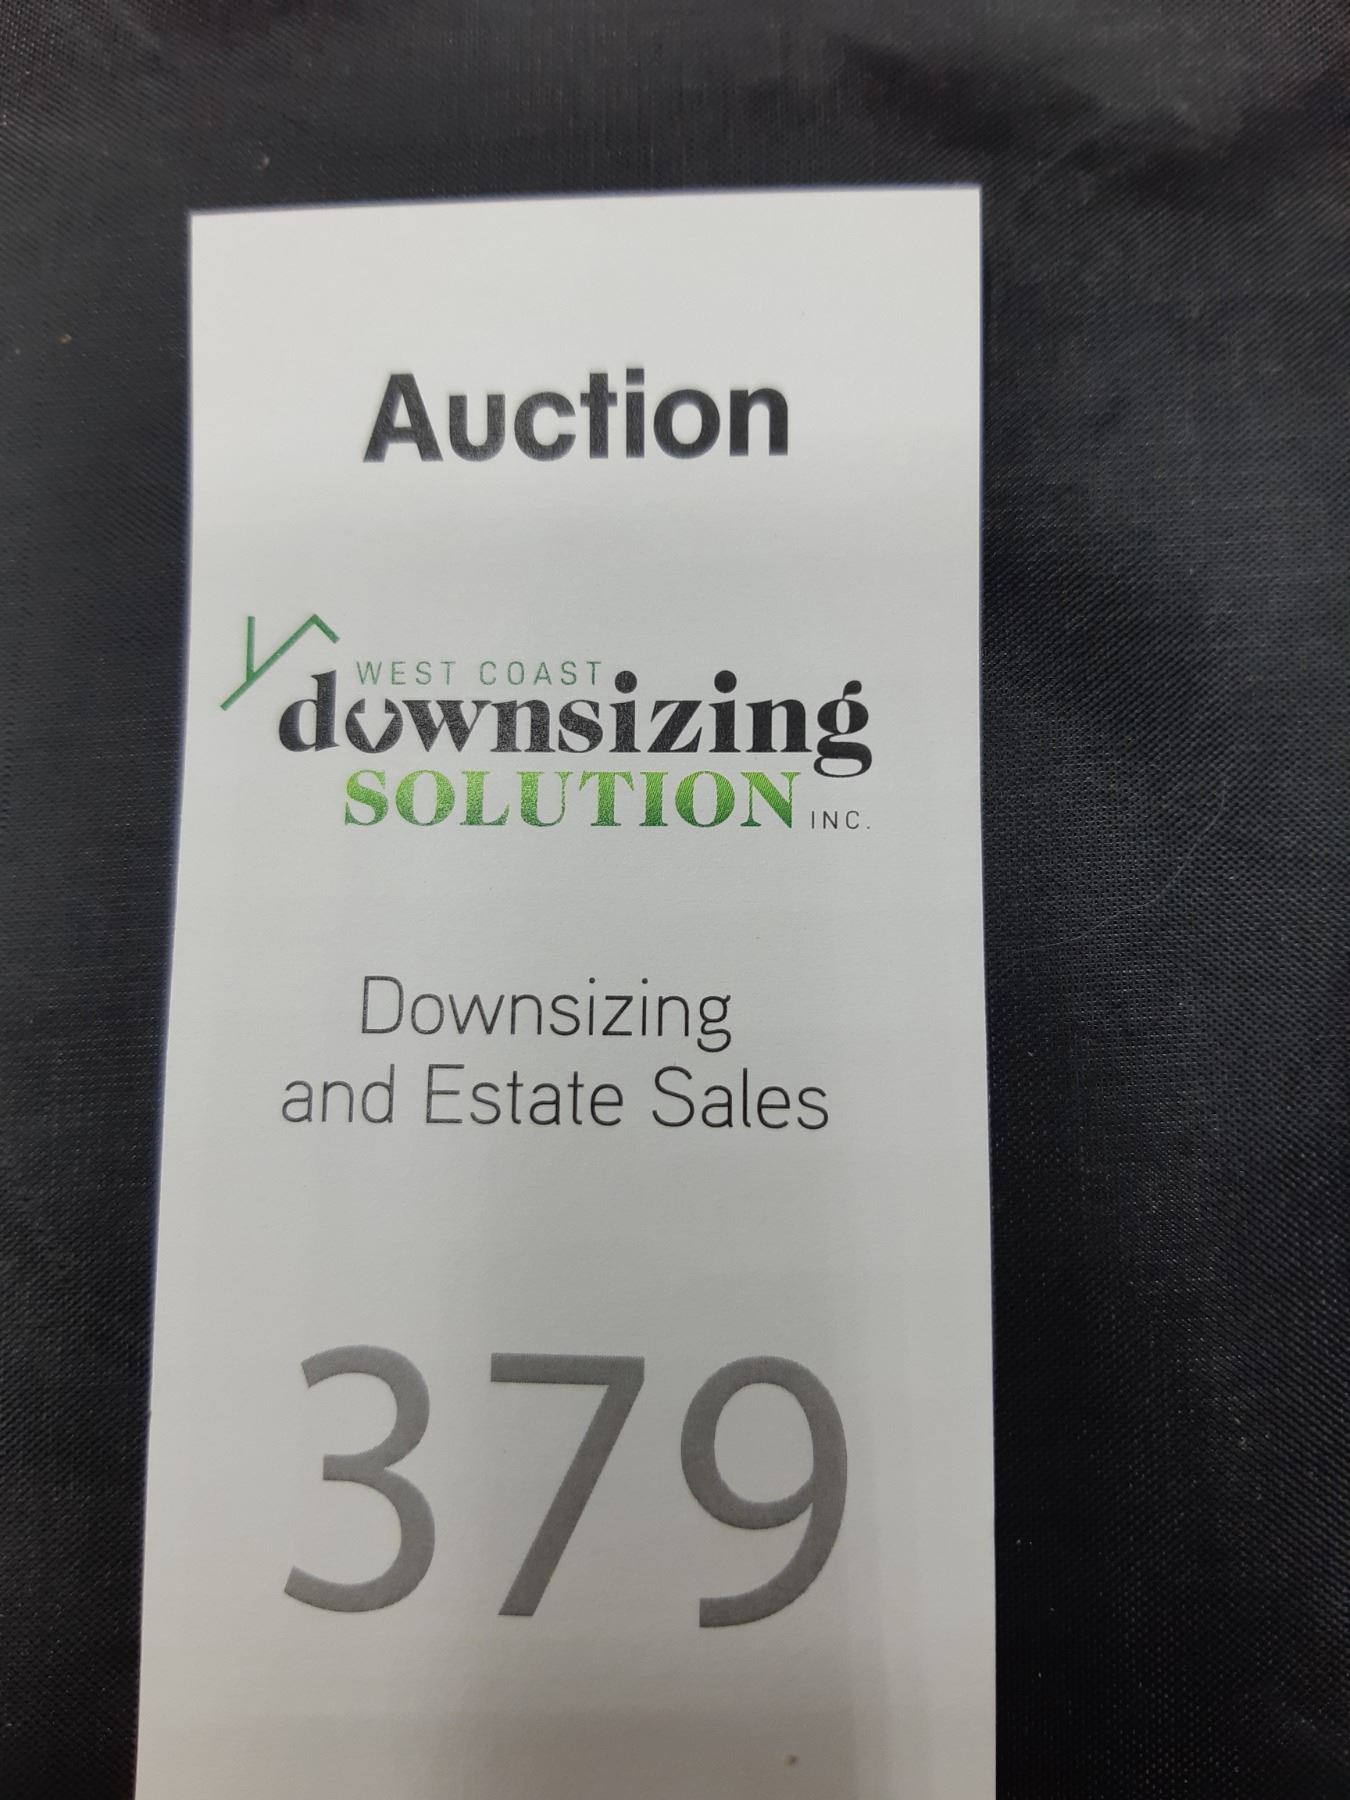 Auction
WEST COAST
downsizing
SOLUTION INC.
Downsizing
and Estate Sales
379